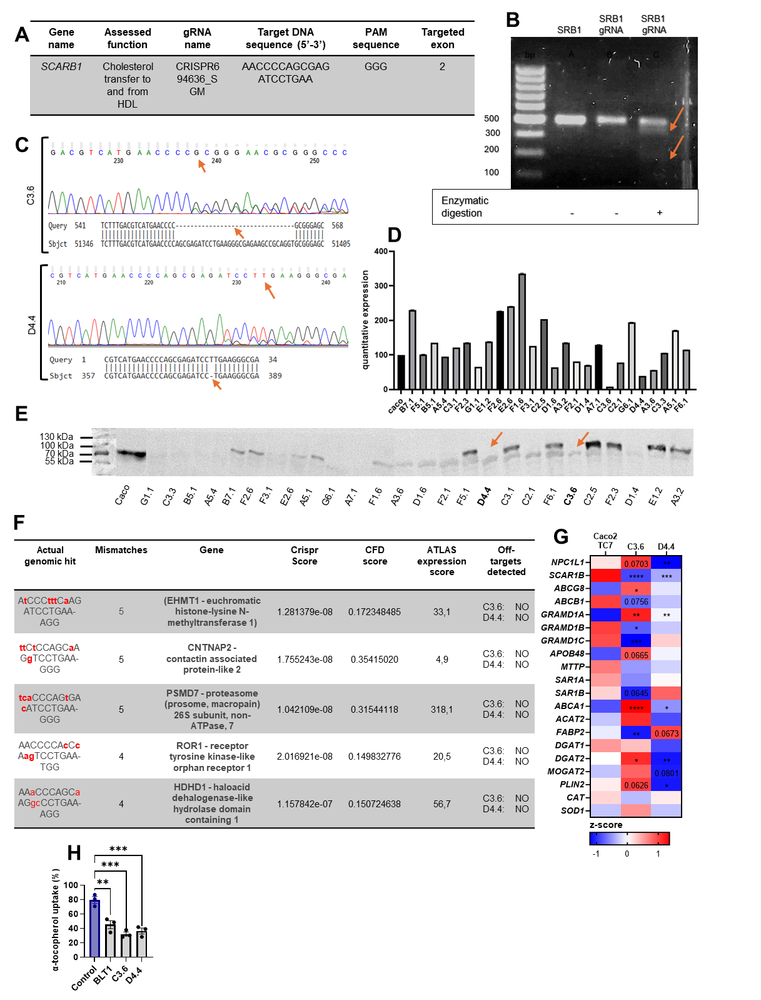 A
Gene name
Assessed function
gRNA name
Target DNA sequence (5'-3')
PAM sequence
Targeted exon
SCARB1
Cholesterol transfer to and from HDL
CRISPR6
94636_S
GM
AACCCCAGCGAG
ATCCTGAA
GGG
2
B
SRB1
SRB1 gRNA
SRB1 gRNA
bp
A
B
C
500
300
200
100
Enzymatic digestion
-
-
+
C
C3.6
G A C G T C A T G A A C C C C G C G G G A A C G C G G G C C C
230
240
250
Query 541 TCTTTGACGTCATGAACCCC--------------------------------GCGGGAGC 568
Sbjct 51346 TCTTTGACGTCATGAACCCCAGCGAGATCCTGAAGGGCGAGAAGCCGCAGGTGCGGGAGC 51405
D4.4
C G T C A T G A A C C C C A G C G A G A T C C T T G A A G G G C G A
210
220
230
240
Query 1 CGTCATGAACCCCAGCGAGATCCTTGAAGGGCGA 34
Sbjct 357 CGTCATGAACCCCAGCGAGATCC-TGAAGGGCGA 389
D
quantitative expression
400
300
200
100
0
caco
B7.1
F5.1
B5.1
A5.4
C3.1
F2.3
G1.1
E1.2
F2.6
E2.6
F1.6
F3.1
C2.5
D1.6
A3.2
F2.1
D1.4
A7.1
C3.6
C2.1
G6.1
D4.4
A3.6
C3.3
A5.1
F6.1
E
130 kDa
100 kDa
70 kDa
55 kDa
Caco
G1.1
C3.3
B5.1
A5.4
B7.1
F2.6
F3.1
E2.6
A5.1
G6.1
A7.1
F1.6
A3.6
D1.6
F2.1
F5.1
D4.4
C3.1
C2.1
F6.1
C3.6
C2.5
F2.3
D1.4
E1.2
A3.2
F
Actual genomic hit
Mismatches
Gene
Crispr Score
CFD score
ATLAS expression score
Off-targets detected
AtCCCtttCaAG
ATCCTGAA-
AGG
5
(EHMT1 - euchromatic
histone-lysine N-
methyltransferase 1)
1.281379e-08
0.172348485
33,1
C3.6: NO
D4.4: NO
ttCtCCAGCaA
GgTCCTGAA-
GGG
5
CNTNAP2 -
contactin associated
protein-like 2
1.755243e-08
0.35415020
4,9
C3.6: NO
D4.4: NO
tcaCCCAGtGA
cATCCTGAA-
GGG
5
PSMD7 - proteasome
(prosome, macropain)
26S subunit, non-
ATPase, 7
1.042109e-08
0.31544118
318,1
C3.6: NO
D4.4: NO
AACCCCAcCc
AagTCCTGAA-
TGG
4
ROR1 - receptor
tyrosine kinase-like
orphan receptor 1
2.016921e-08
0.149832776
20,5
C3.6: NO
D4.4: NO
AAaCCCAGCa
AGgcCCTGAA-
AGG
4
HDHD1 - haloacid
dehalogenase-like
hydrolase domain
containing 1
1.157842e-07
0.150724638
56,7
C3.6: NO
D4.4: NO
G
Caco2 TC7
C3.6
D4.4
NPC1L1 0.0703 **
SCAR1B **** ***
ABCG8 *
ABCB1 0.0756
GRAMD1A ** **
GRAMD1B *
GRAMD1C ***
APOB48 0.0665
MTTP
SAR1A
SAR1B 0.0645
ABCA1 **** *
ACAT2
FABP2 ** 0.0673
DGAT1
DGAT2 * **
MOGAT2 0.0801
PLIN2 0.0626 *
CAT
SOD1
z-score
-1 0 1
H
***
***
**
α-tocopherol uptake (%)
100
80
60
40
20
0
Control
BLT1
C3.6
D4.4